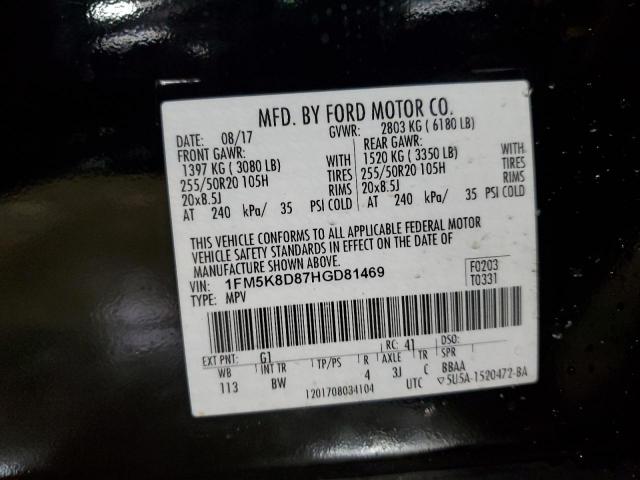 MFD. BY FORD MOTOR CO.
DATE: 08/17 GVWR: 2803 KG ( 6180 LB)
FRONT GAWR: REAR GAWR:
1397 KG ( 3080 LB) WITH 1520 KG ( 3350 LB) WITH
255/50R20 105H TIRES 255/50R20 105H TIRES
20x8.5J RIMS 20x8.5J RIMS
AT 240 kPa/ 35 PSI COLD AT 240 kPa/ 35 PSI COLD
THIS VEHICLE CONFORMS TO ALL APPLICABLE FEDERAL MOTOR
VEHICLE SAFETY STANDARDS IN EFFECT ON THE DATE OF
MANUFACTURE SHOWN ABOVE.
VIN: 1FM5K8D87HGD81469 F0203
TYPE: MPV T0331
EXT PNT: G1 RC: 41 DSO:
WB INT TR TP/PS R AXLE TR SPR
113 BW 4 3J C BBAA
1201708034104 UTC ▽5U5A-1520472-BA